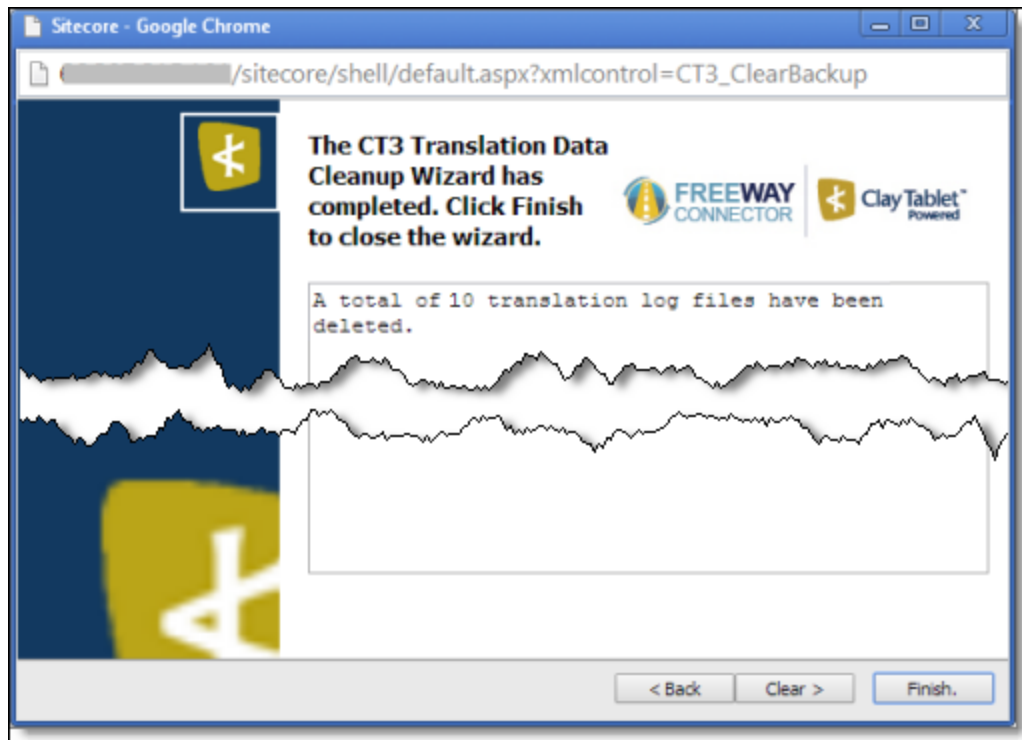 Sitecore - Google Chrome
/sitecore/shell/default.aspx?xmlcontrol=CT3_ClearBackup
The CT3 Translation Data
Cleanup Wizard has
completed. Click Finish
to close the wizard.
FREEWAY
CONNECTOR
Clay Tablet™
Powered
A total of 10 translation log files have been
deleted.
< Back
Clear >
Finish.